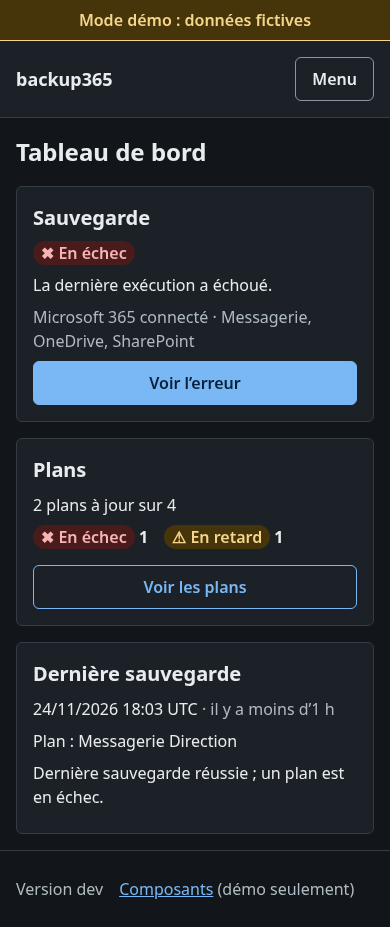 Mode démo : données fictives
backup365
Menu
Tableau de bord
Sauvegarde
✖ En échec
La dernière exécution a échoué.
Microsoft 365 connecté · Messagerie,
OneDrive, SharePoint
Voir l’erreur
Plans
2 plans à jour sur 4
✖ En échec 1 ⚠ En retard 1
Voir les plans
Dernière sauvegarde
24/11/2026 18:03 UTC · il y a moins d’1 h
Plan : Messagerie Direction
Dernière sauvegarde réussie ; un plan est
en échec.
Version dev Composants (démo seulement)